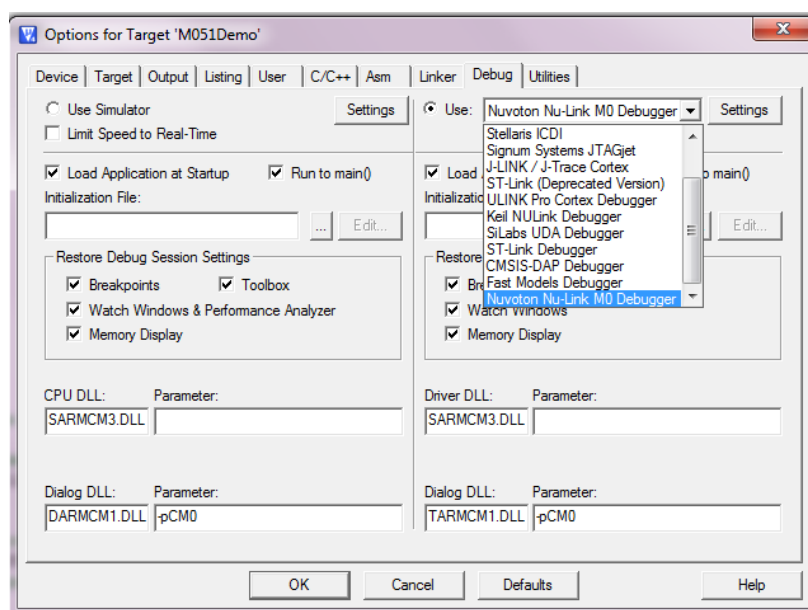 Options for Target 'M051Demo'
Device Target Output Listing User C/C++ Asm Linker Debug Utilities
Use Simulator Settings
Limit Speed to Real-Time
Use: Nuvoton Nu-Link M0 Debugger Settings
Stellaris ICDI
Signum Systems JTAGjet
J-LINK / J-Trace Cortex
ST-Link (Deprecated Version)
ULINK Pro Cortex Debugger
Keil NULink Debugger
SiLabs UDA Debugger
ST-Link Debugger
CMSIS-DAP Debugger
Fast Models Debugger
Nuvoton Nu-Link M0 Debugger
Load Application at Startup Run to main()
Initialization File:
... Edit...
Restore Debug Session Settings
Breakpoints Toolbox
Watch Windows & Performance Analyzer
Memory Display
CPU DLL: Parameter:
SARMCM3.DLL
Dialog DLL: Parameter:
DARMCM1.DLL -pCM0
Load main()
Edit...
Restore
Watch Windows
Memory Display
Driver DLL: Parameter:
SARMCM3.DLL
Dialog DLL: Parameter:
TARMCM1.DLL -pCM0
OK Cancel Defaults Help